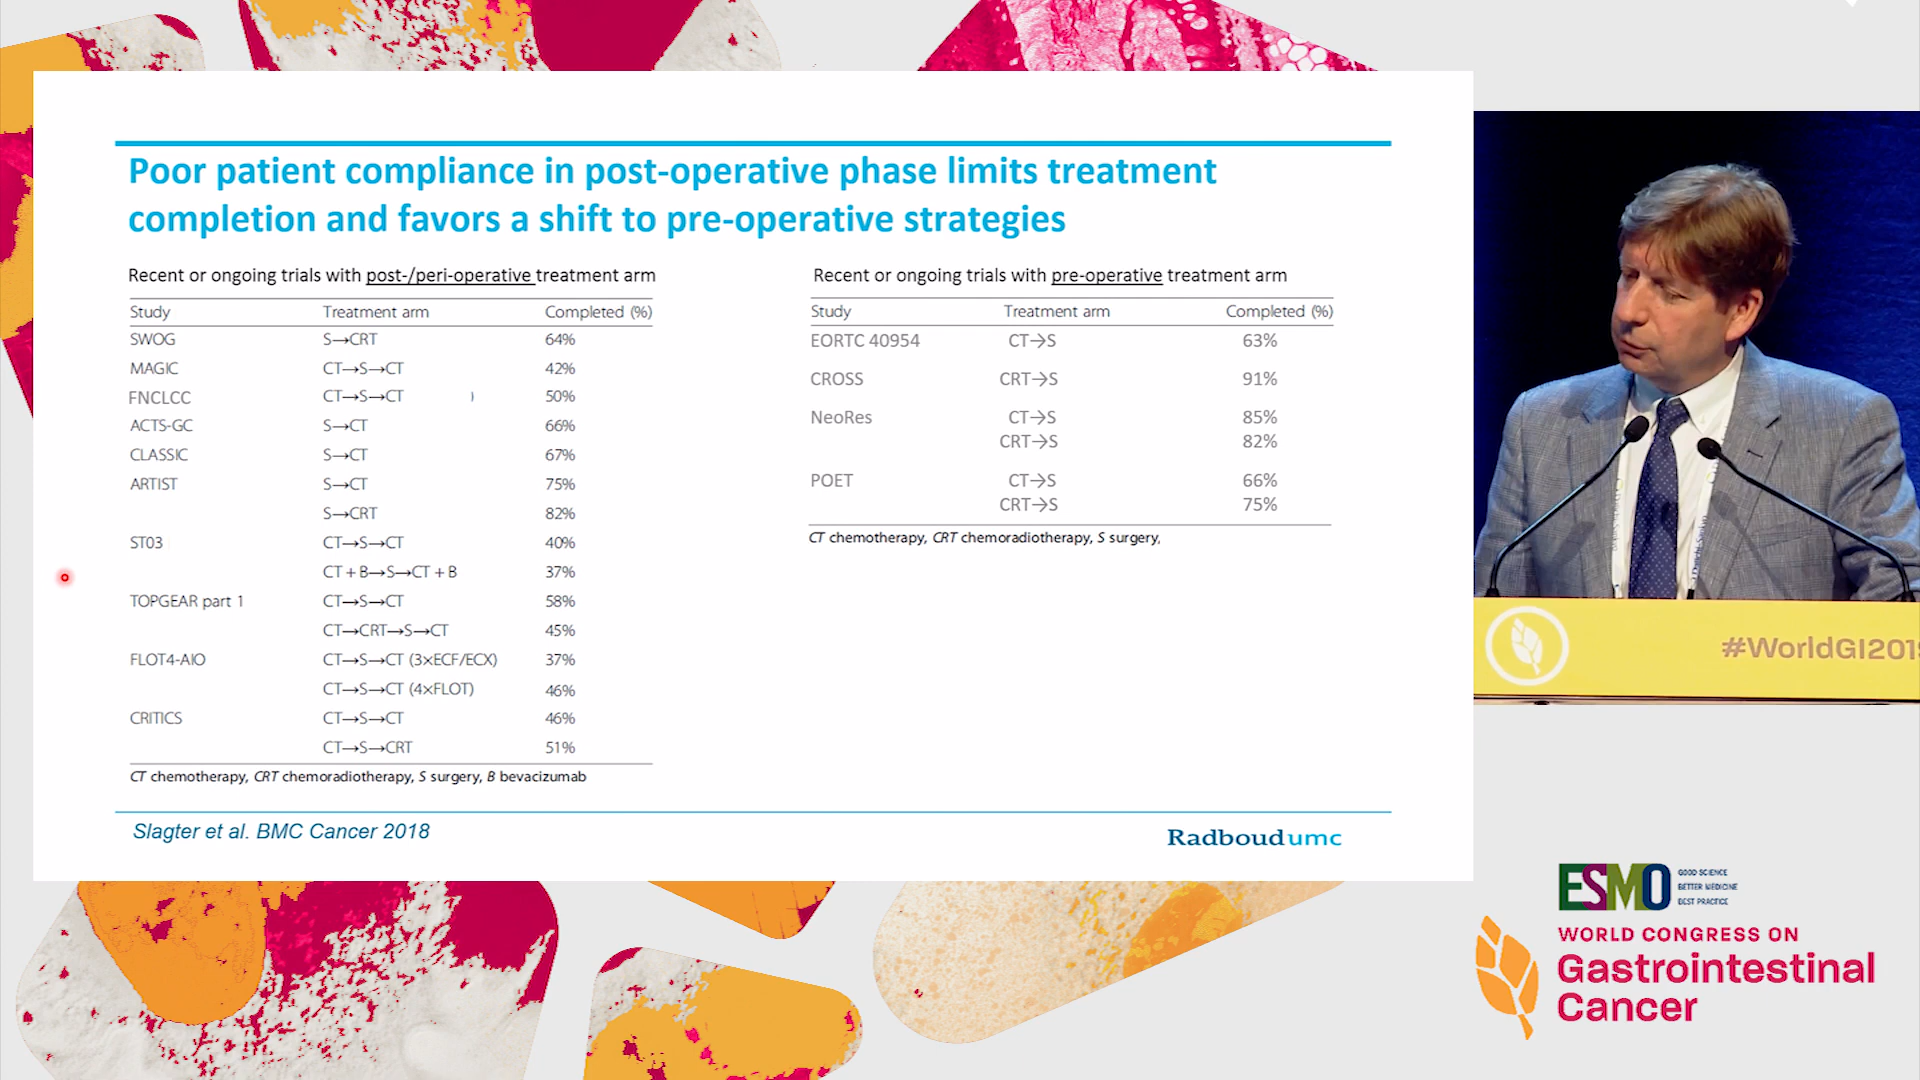 Poor patient compliance in post-operative phase limits treatment
completion and favors a shift to pre-operative strategies
Recent or ongoing trials with post-/peri-operative treatment arm
Study Treatment arm Completed (%)
SWOG S→CRT 64%
MAGIC CT→S→CT 42%
FNCLCC CT→S→CT ) 50%
ACTS-GC S→CT 66%
CLASSIC S→CT 67%
ARTIST S→CT 75%
S→CRT 82%
ST03 CT→S→CT 40%
CT + B→S→CT + B 37%
TOPGEAR part 1 CT→S→CT 58%
CT→CRT→S→CT 45%
FLOT4-AIO CT→S→CT (3×ECF/ECX) 37%
CT→S→CT (4×FLOT) 46%
CRITICS CT→S→CT 46%
CT→S→CRT 51%
CT chemotherapy, CRT chemoradiotherapy, S surgery, B bevacizumab
Recent or ongoing trials with pre-operative treatment arm
Study Treatment arm Completed (%)
EORTC 40954 CT→S 63%
CROSS CRT→S 91%
NeoRes CT→S 85%
CRT→S 82%
POET CT→S 66%
CRT→S 75%
CT chemotherapy, CRT chemoradiotherapy, S surgery,
Slagter et al. BMC Cancer 2018
Radboudumc
#WorldGI201
ESMO
GOOD SCIENCE
BETTER MEDICINE
BEST PRACTICE
WORLD CONGRESS ON
Gastrointestinal
Cancer